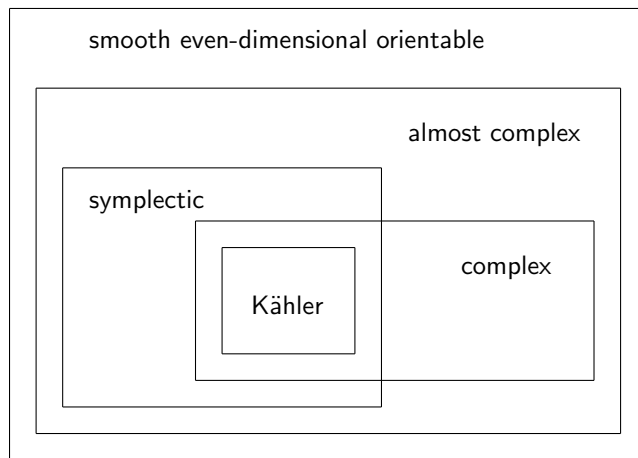 smooth even-dimensional orientable
almost complex
symplectic
complex
Kähler